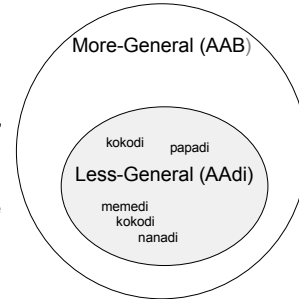 More-General (AAB)
kokodi papadi
Less-General (AAdi)
memedi
kokodi
nanadi